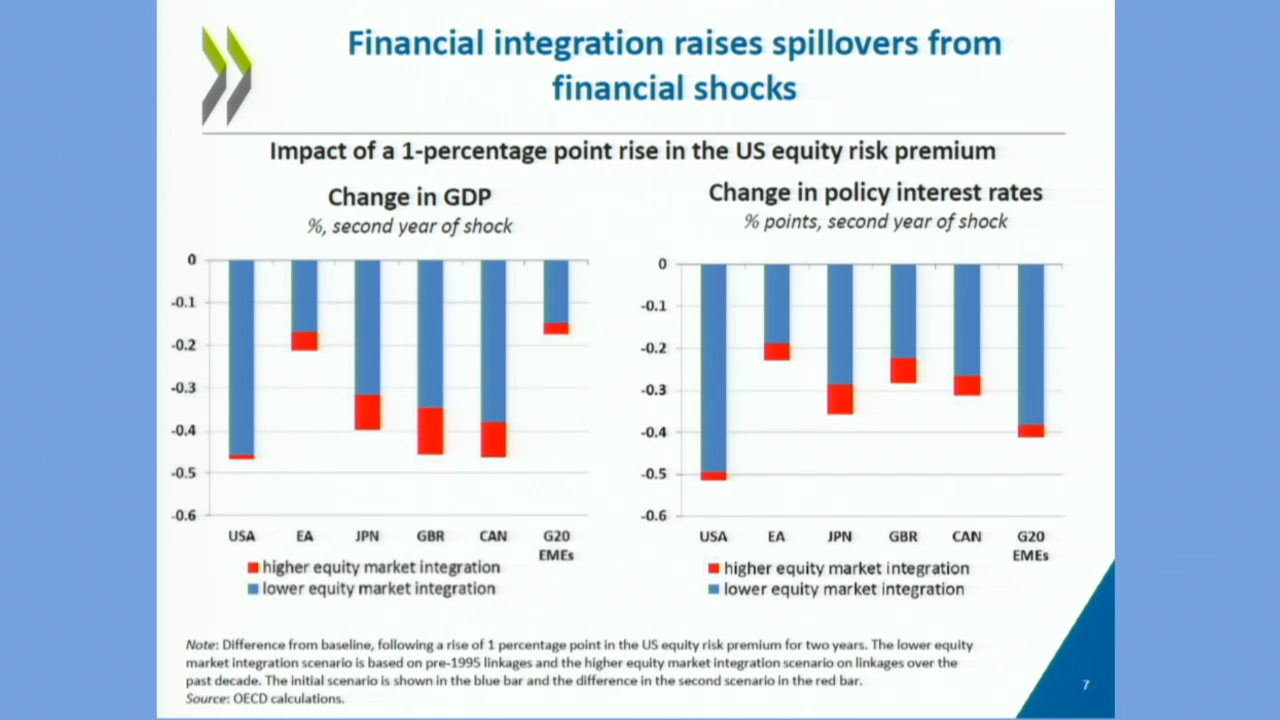 Financial integration raises spillovers from
financial shocks
Impact of a 1-percentage point rise in the US equity risk premium
Change in GDP
%, second year of shock
0
-0.1
-0.2
-0.3
-0.4
-0.5
-0.6
USA EA JPN GBR CAN G20
EMEs
higher equity market integration
lower equity market integration
Change in policy interest rates
% points, second year of shock
0
-0.1
-0.2
-0.3
-0.4
-0.5
-0.6
USA EA JPN GBR CAN G20
EMEs
higher equity market integration
lower equity market integration
Note: Difference from baseline, following a rise of 1 percentage point in the US equity risk premium for two years. The lower equity
market integration scenario is based on pre-1995 linkages and the higher equity market integration scenario on linkages over the
past decade. The initial scenario is shown in the blue bar and the difference in the second scenario in the red bar.
Source: OECD calculations.
7